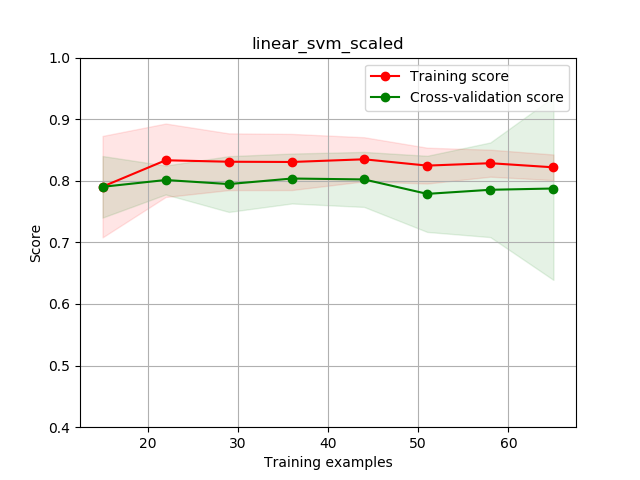 linear_svm_scaled
1.0
0.9
0.8
0.7
0.6
0.5
0.4
Score
Training score
Cross-validation score
20 30 40 50 60
Training examples